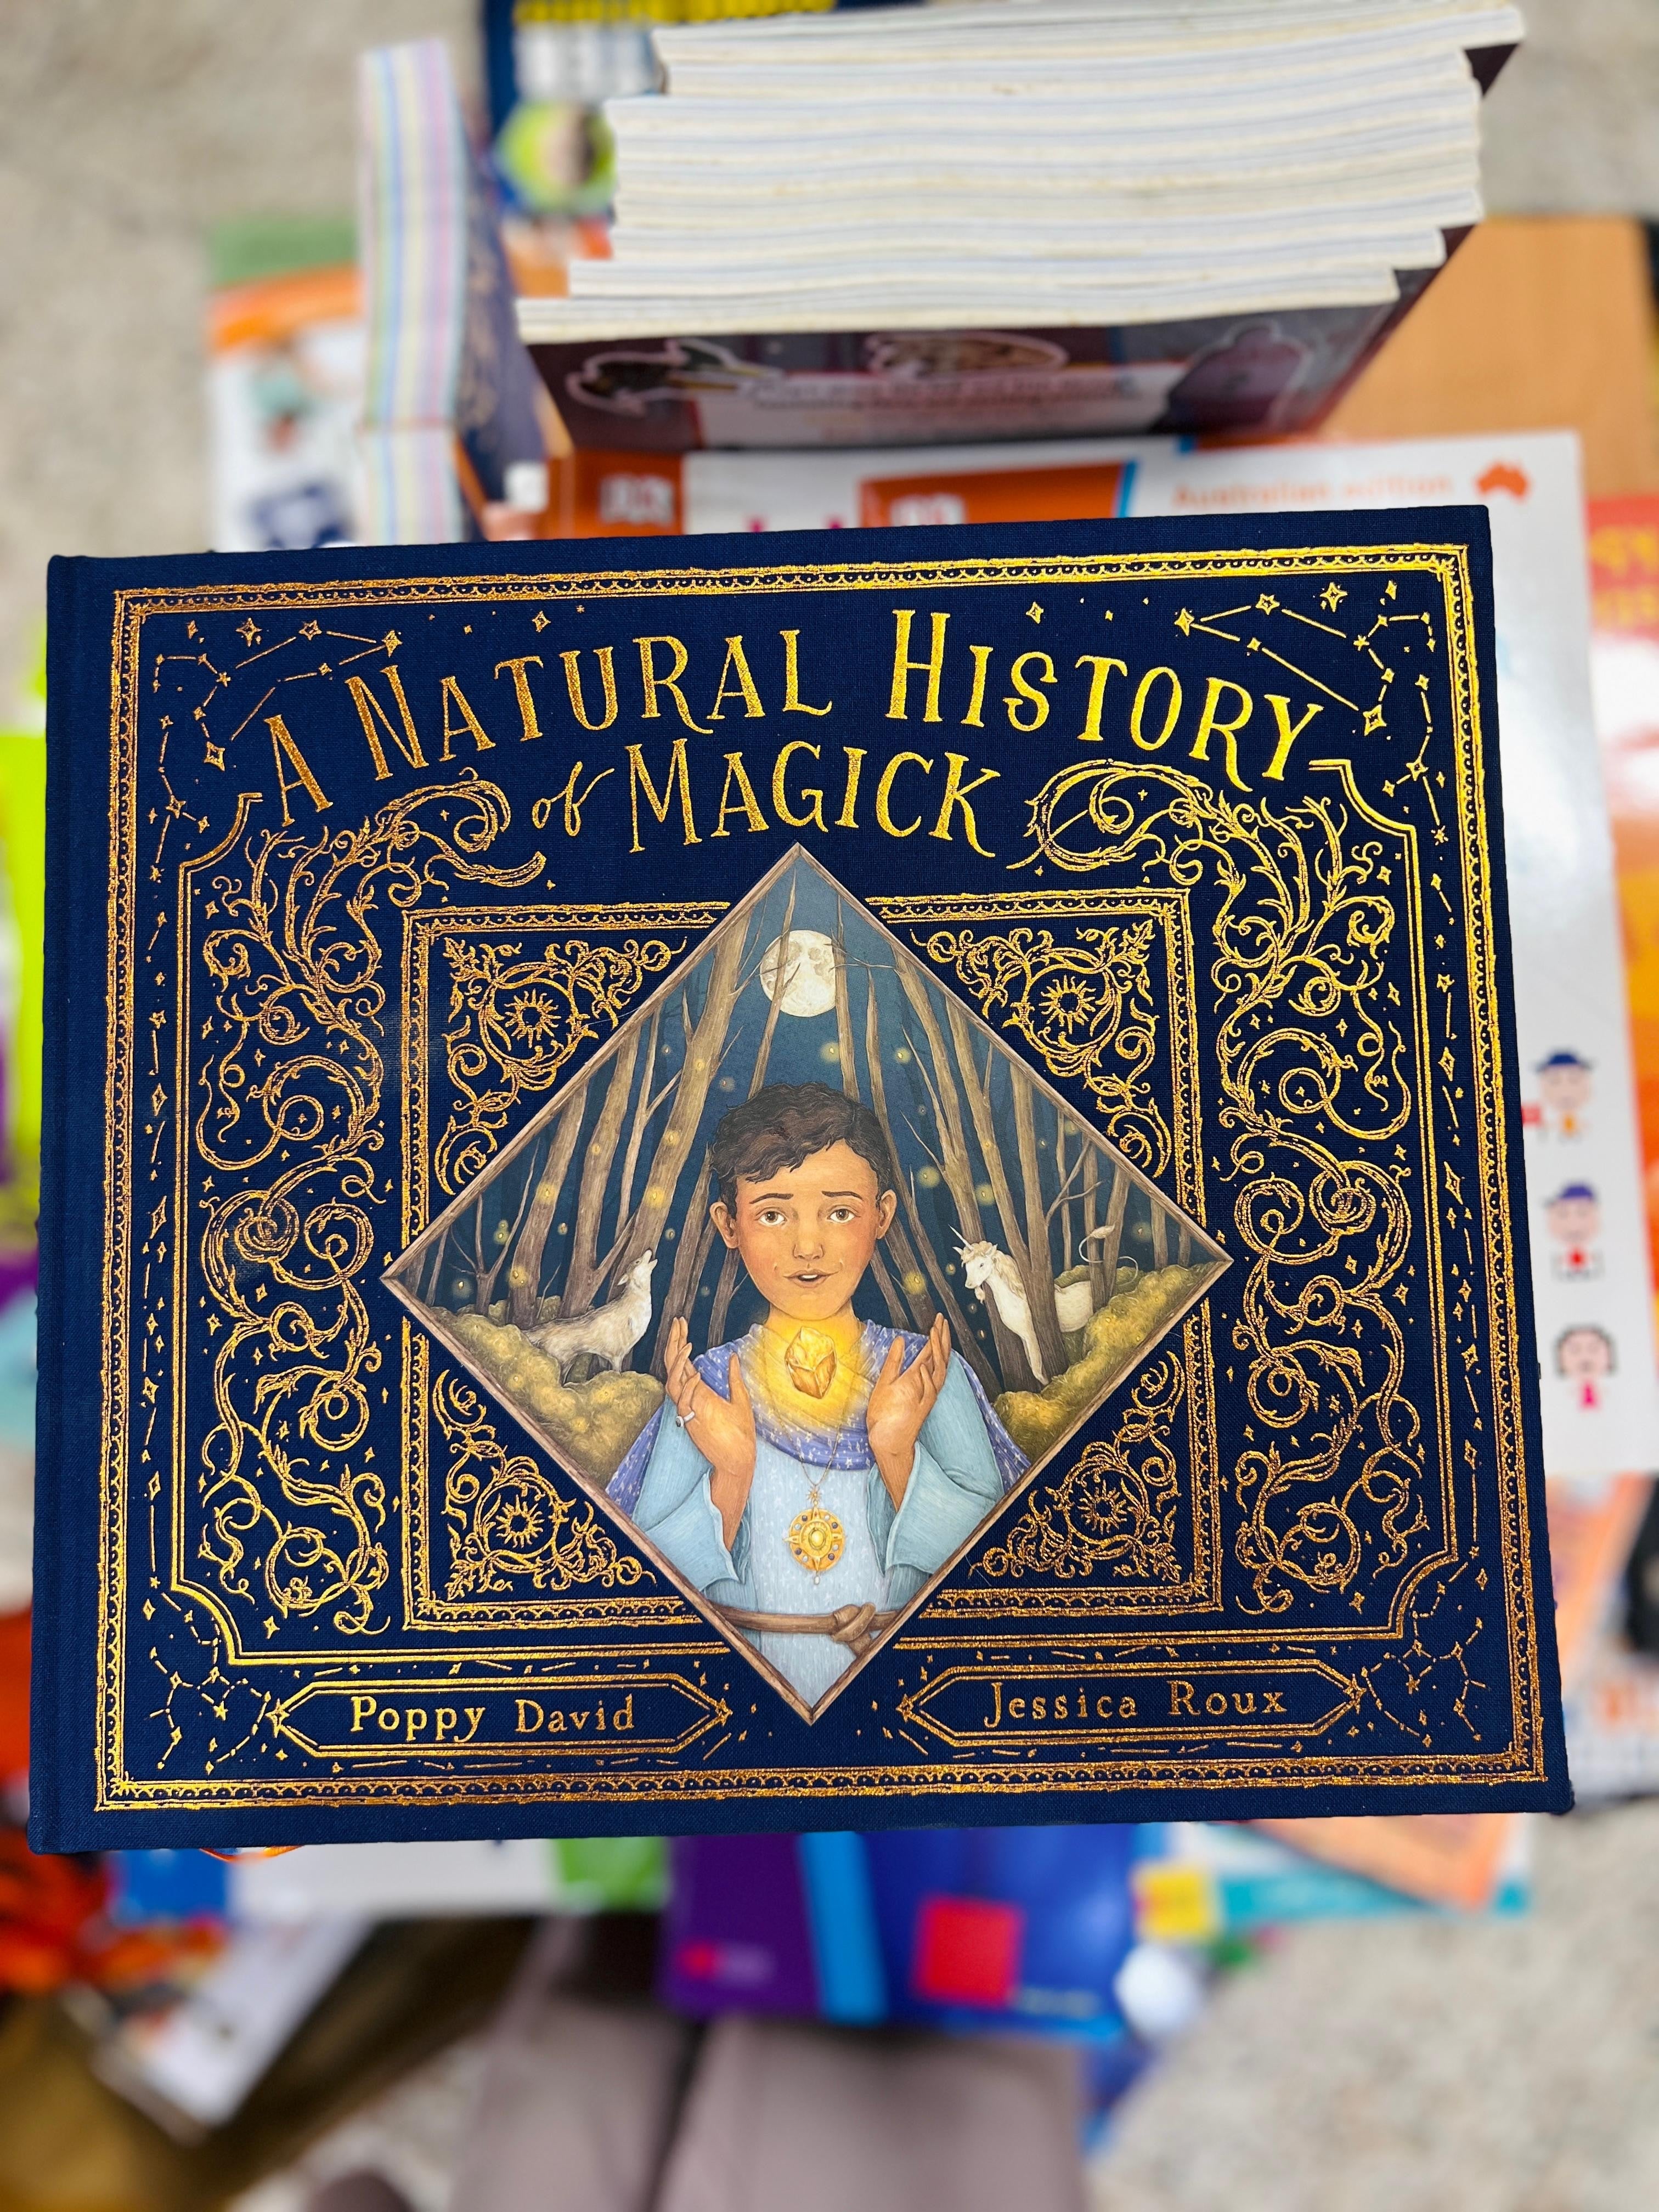 Australian edition
A NATURAL HISTORY
of MAGICK
Poppy David
Jessica Roux